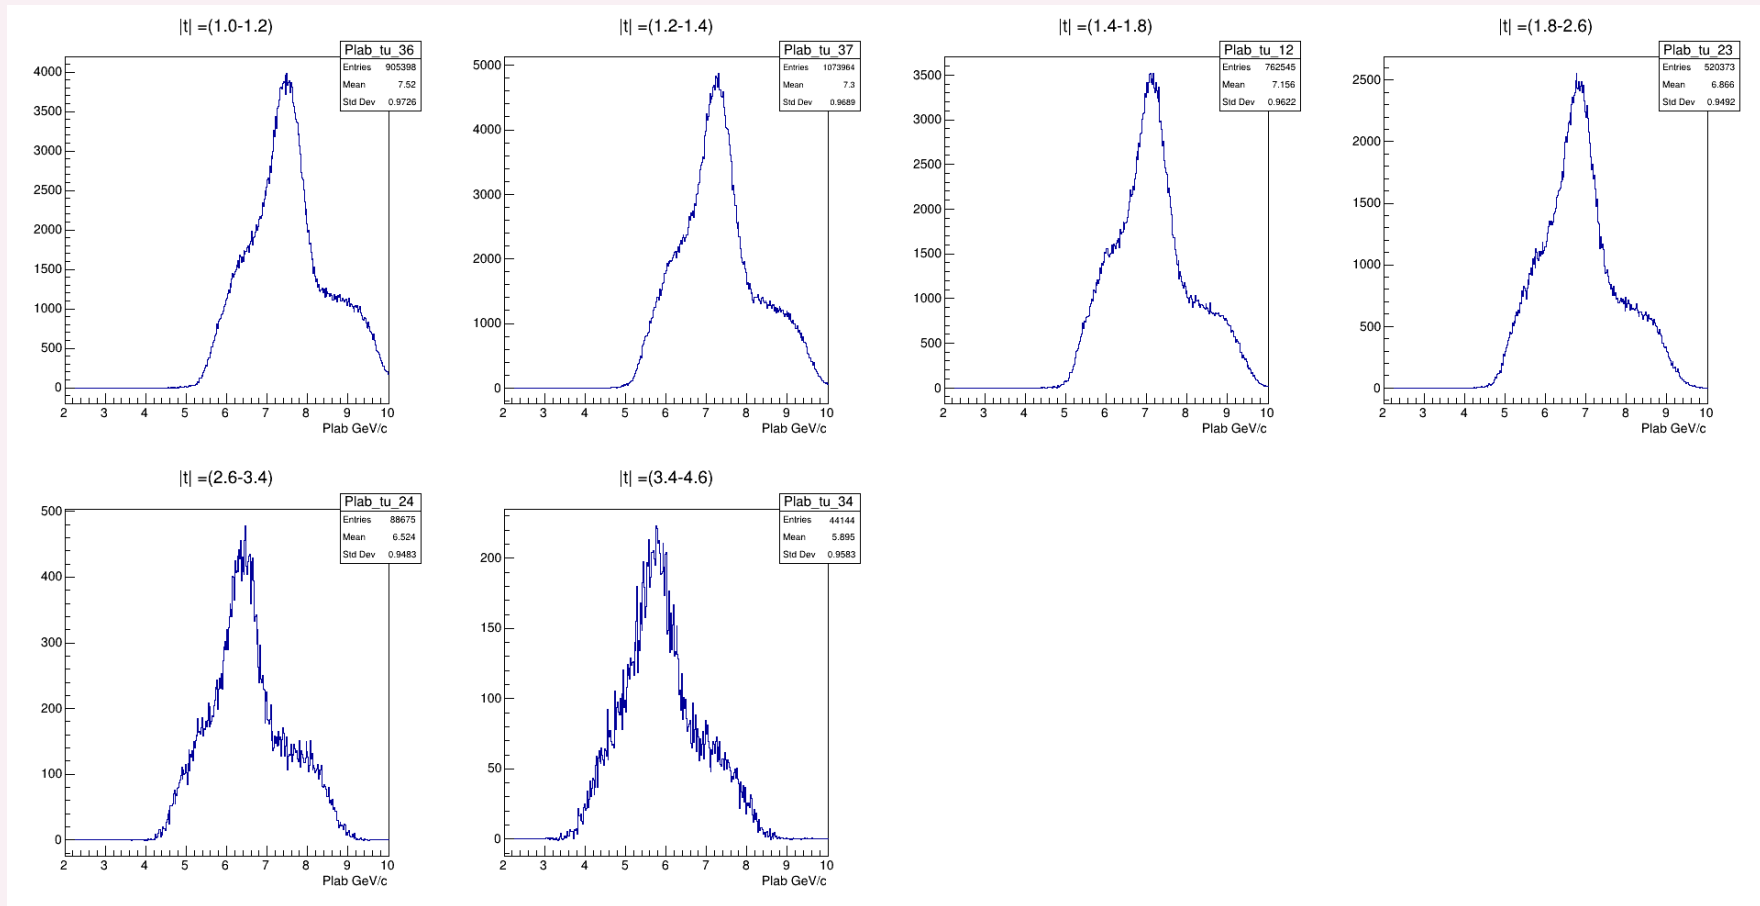 |t| =(1.0-1.2)
Plab_tu_36
Entries 905398
Mean 7.52
Std Dev 0.9726
4000
3500
3000
2500
2000
1500
1000
500
0
2 3 4 5 6 7 8 9 10
Plab GeV/c
|t| =(1.2-1.4)
Plab_tu_37
Entries 1073964
Mean 7.3
Std Dev 0.9689
5000
4000
3000
2000
1000
0
2 3 4 5 6 7 8 9 10
Plab GeV/c
|t| =(1.4-1.8)
Plab_tu_12
Entries 762545
Mean 7.156
Std Dev 0.9622
3500
3000
2500
2000
1500
1000
500
0
2 3 4 5 6 7 8 9 10
Plab GeV/c
|t| =(1.8-2.6)
Plab_tu_23
Entries 520373
Mean 6.866
Std Dev 0.9492
2500
2000
1500
1000
500
0
2 3 4 5 6 7 8 9 10
Plab GeV/c
|t| =(2.6-3.4)
Plab_tu_24
Entries 88675
Mean 6.524
Std Dev 0.9483
500
400
300
200
100
0
2 3 4 5 6 7 8 9 10
Plab GeV/c
|t| =(3.4-4.6)
Plab_tu_34
Entries 44144
Mean 5.895
Std Dev 0.9583
200
150
100
50
0
2 3 4 5 6 7 8 9 10
Plab GeV/c